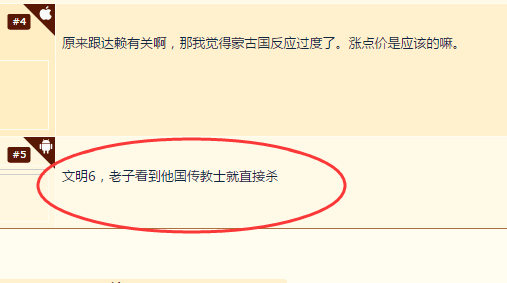 #4
原来跟达赖有关啊，那我觉得蒙古国反应过度了。涨点价是应该的嘛。
#5
文明6，老子看到他国传教士就直接杀